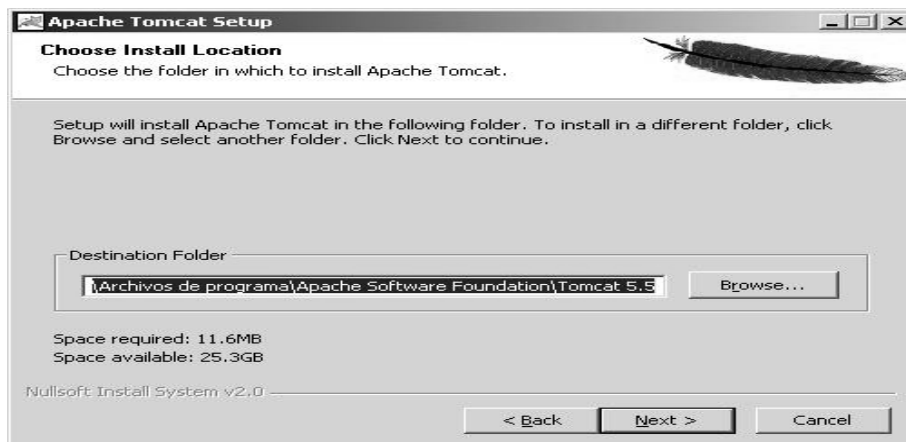 Apache Tomcat Setup
Choose Install Location
Choose the folder in which to install Apache Tomcat.
Setup will install Apache Tomcat in the following folder. To install in a different folder, click
Browse and select another folder. Click Next to continue.
Destination Folder
\Archivos de programa\Apache Software Foundation\Tomcat 5.5
Browse...
Space required: 11.6MB
Space available: 25.3GB
Nullsoft Install System v2.0
< Back
Next >
Cancel